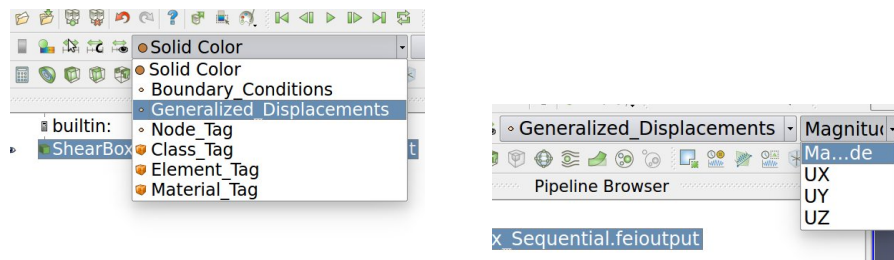 Solid Color
Solid Color
Boundary_Conditions
Generalized_Displacements
Node_Tag
builtin:
Class_Tag
ShearBox
t
Element_Tag
Material_Tag
Generalized_Displacements
Magnitu
Ma...de
UX
Pipeline Browser
UY
UZ
x_Sequential.feioutput